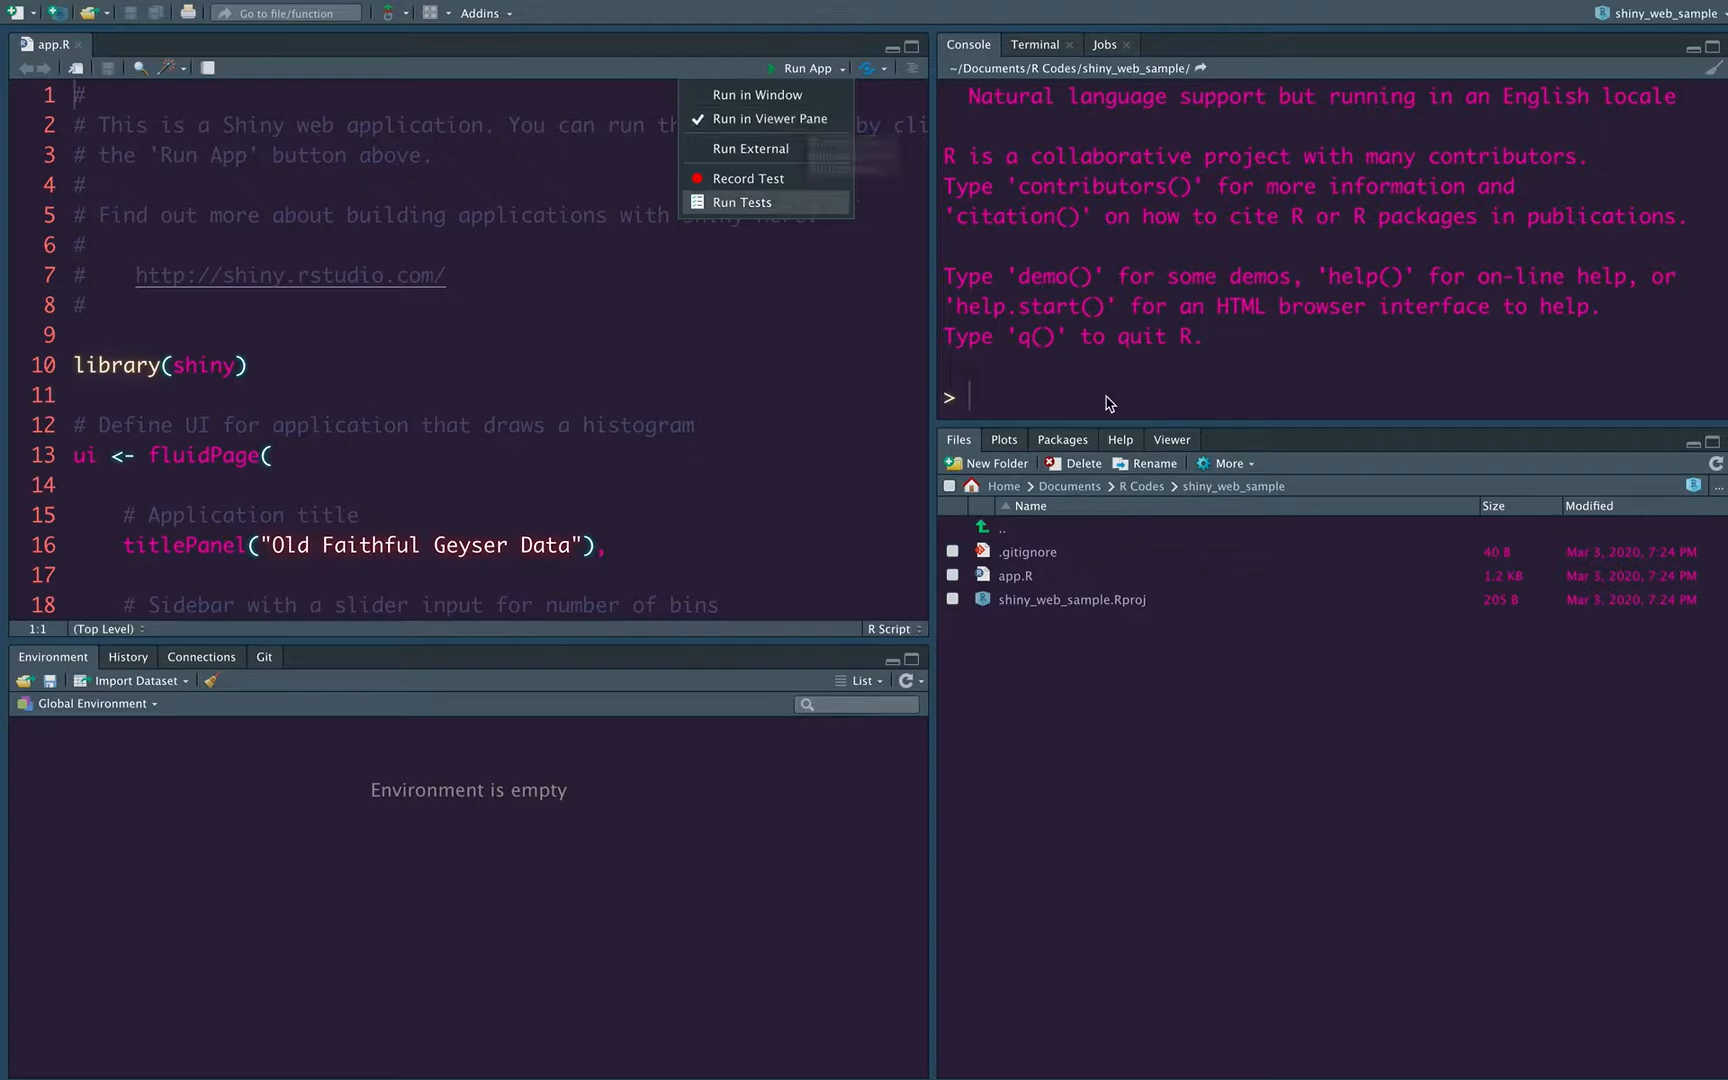 Go to file/function
Addins
shiny_web_sample
app.R
Run App
Run in Window
Run in Viewer Pane
Run External
Record Test
Run Tests
1 #
2 # This is a Shiny web application. You can run th by cli
3 # the 'Run App' button above.
4 #
5 # Find out more about building applications with
6 #
7 # http://shiny.rstudio.com/
8 #
9
10 library(shiny)
11
12 # Define UI for application that draws a histogram
13 ui <- fluidPage(
14
15 # Application title
16 titlePanel("Old Faithful Geyser Data"),
17
18 # Sidebar with a slider input for number of bins
1:1 (Top Level) R Script
Environment History Connections Git
Import Dataset List
Global Environment
Environment is empty
Console Terminal Jobs
~/Documents/R Codes/shiny_web_sample/
Natural language support but running in an English locale
R is a collaborative project with many contributors.
Type 'contributors()' for more information and
'citation()' on how to cite R or R packages in publications.
Type 'demo()' for some demos, 'help()' for on-line help, or
'help.start()' for an HTML browser interface to help.
Type 'q()' to quit R.
>
Files Plots Packages Help Viewer
New Folder Delete Rename More
Home > Documents > R Codes > shiny_web_sample ...
Name Size Modified
..
.gitignore 40 B Mar 3, 2020, 7:24 PM
app.R 1.2 KB Mar 3, 2020, 7:24 PM
shiny_web_sample.Rproj 205 B Mar 3, 2020, 7:24 PM